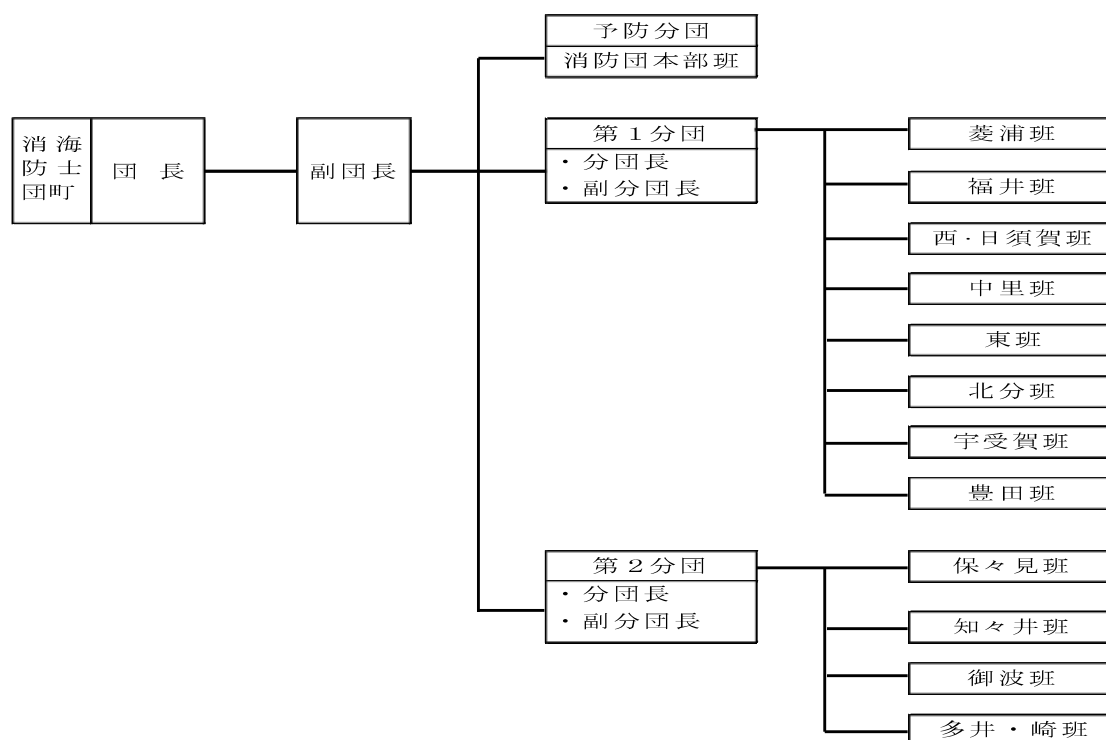 予防分団
消防団本部班
海士町
消防団
団 長
副団長
第1分団
・分団長
・副分団長
菱浦班
福井班
西・日須賀班
中里班
東班
北分班
宇受賀班
豊田班
第2分団
・分団長
・副分団長
保々見班
知々井班
御波班
多井・崎班